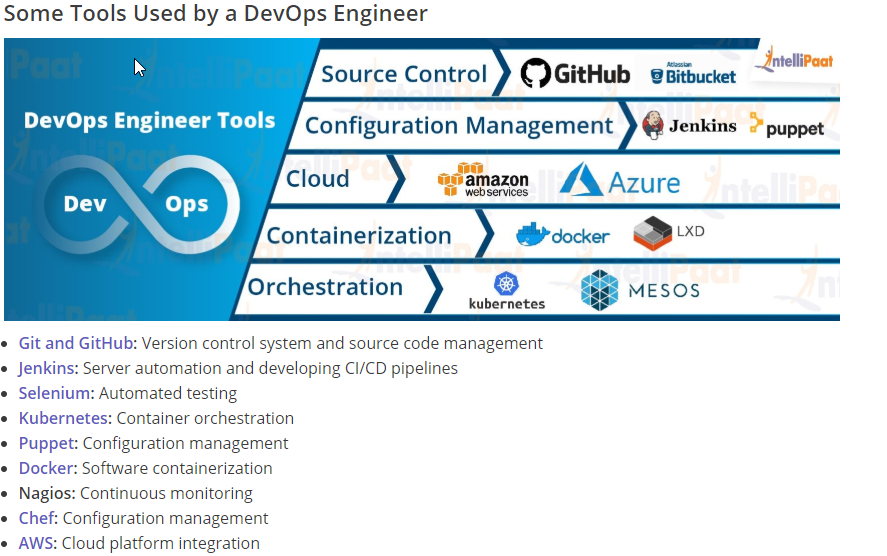 Some Tools Used by a DevOps Engineer
Source Control GitHub Atlassian Bitbucket IntelliPaat
DevOps Engineer Tools
Configuration Management Jenkins puppet
Cloud amazon web services Azure
Dev Ops
Containerization docker LXD
Orchestration kubernetes MESOS
Git and GitHub: Version control system and source code management
Jenkins: Server automation and developing CI/CD pipelines
Selenium: Automated testing
Kubernetes: Container orchestration
Puppet: Configuration management
Docker: Software containerization
Nagios: Continuous monitoring
Chef: Configuration management
AWS: Cloud platform integration